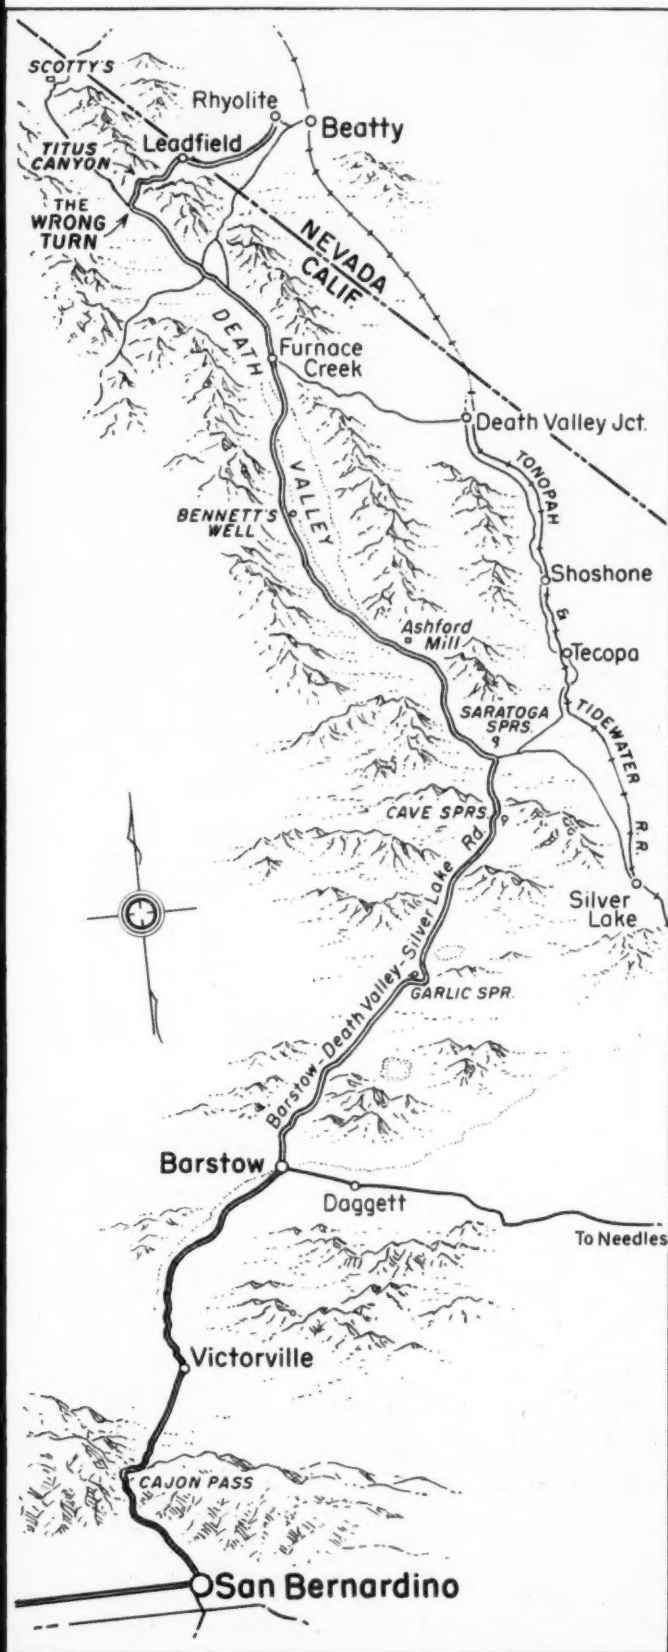 SCOTTY'S
Rhyolite
Beatty
Leadfield
TITUS
CANYON
THE
WRONG
TURN
NEVADA
CALIF.
DEATH
VALLEY
Furnace
Creek
Death Valley Jct.
TONOPAH
&
TIDEWATER
R.R.
BENNETT'S
WELL
Shoshone
Ashford
Mill
Tecopa
SARATOGA
SPRS.
CAVE SPRS.
Silver
Lake
Barstow-Death Valley-Silver Lake Rd.
GARLIC SPR.
Barstow
Daggett
To Needles
Victorville
CAJON PASS
San Bernardino